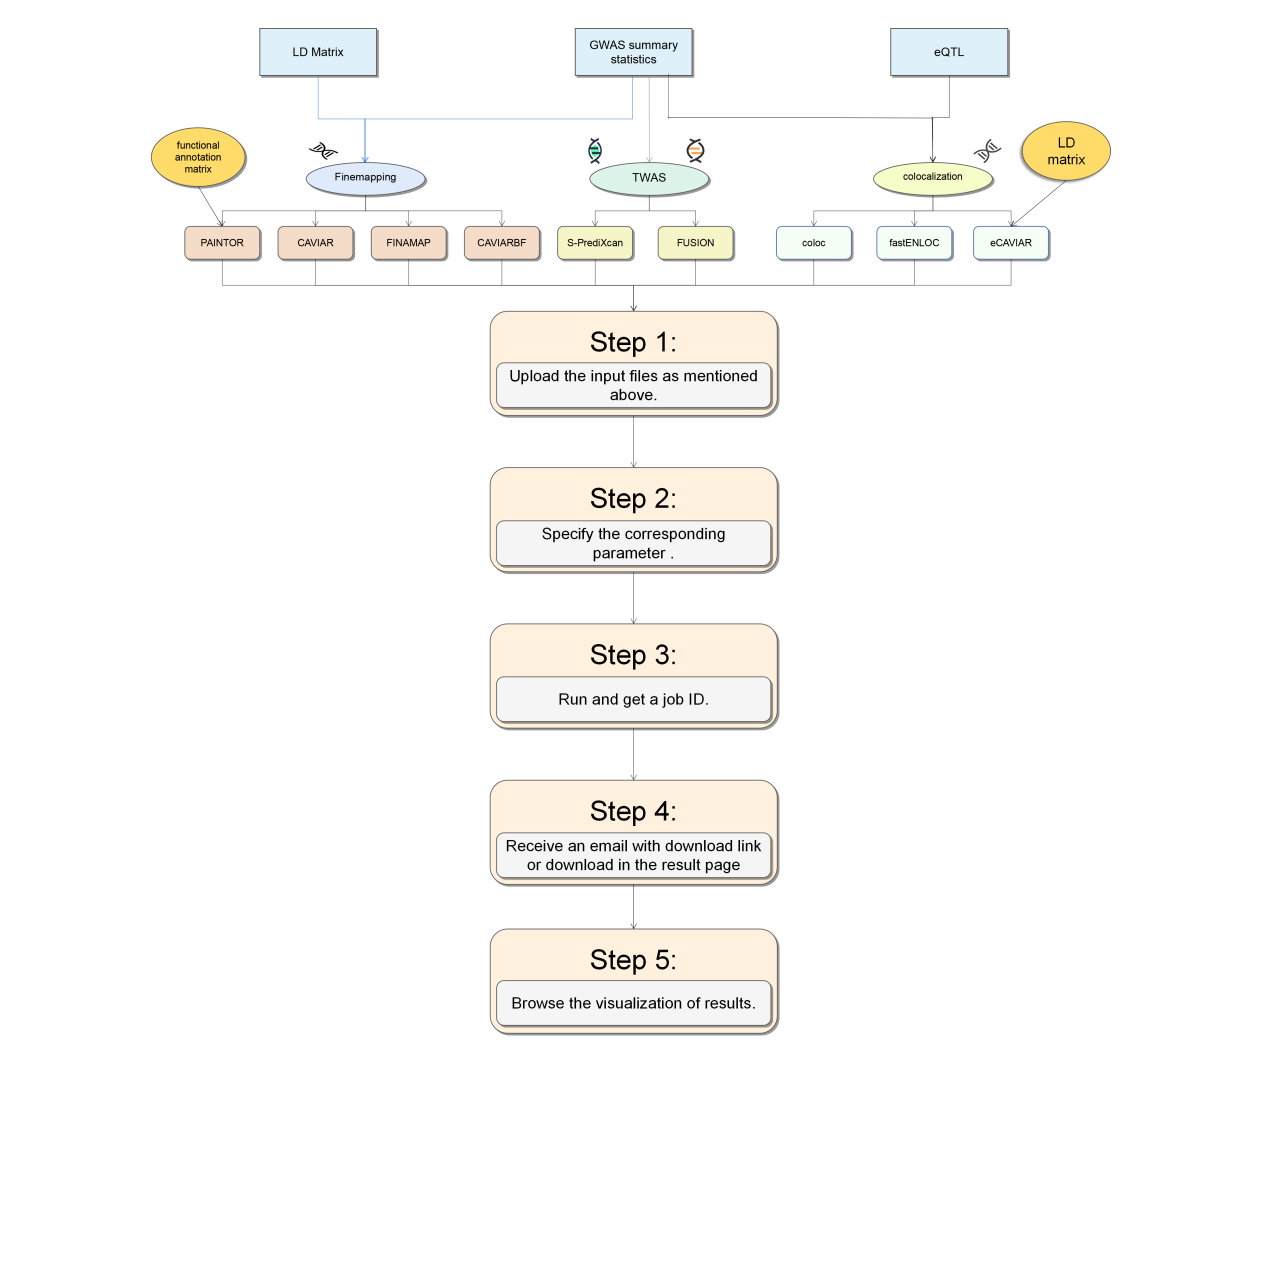 LD Matrix
GWAS summary
statistics
eQTL
functional
annotation
matrix
LD
matrix
Finemapping
TWAS
colocalization
PAINTOR
CAVIAR
FINAMAP
CAVIARBF
S-PrediXcan
FUSION
coloc
fastENLOC
eCAVIAR
Step 1:
Upload the input files as mentioned
above.
Step 2:
Specify the corresponding
parameter .
Step 3:
Run and get a job ID.
Step 4:
Receive an email with download link
or download in the result page
Step 5:
Browse the visualization of results.